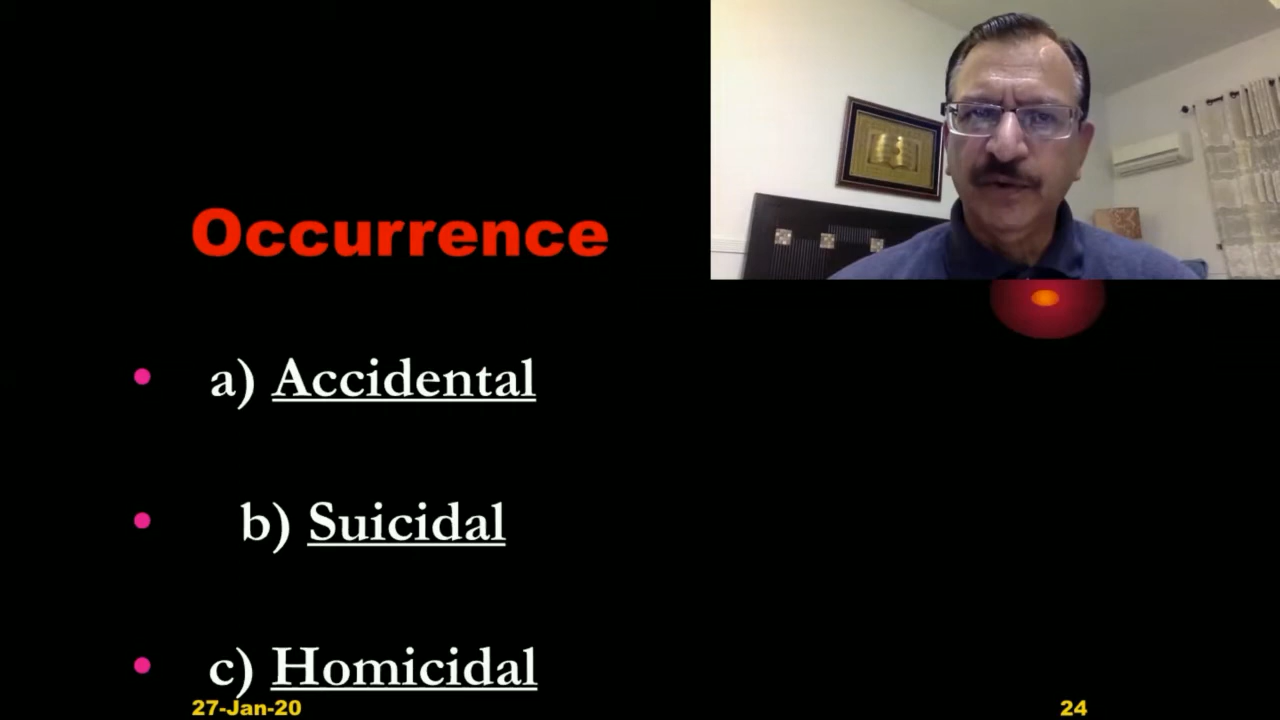 Occurrence
• a) Accidental
• b) Suicidal
• c) Homicidal
27-Jan-20
24